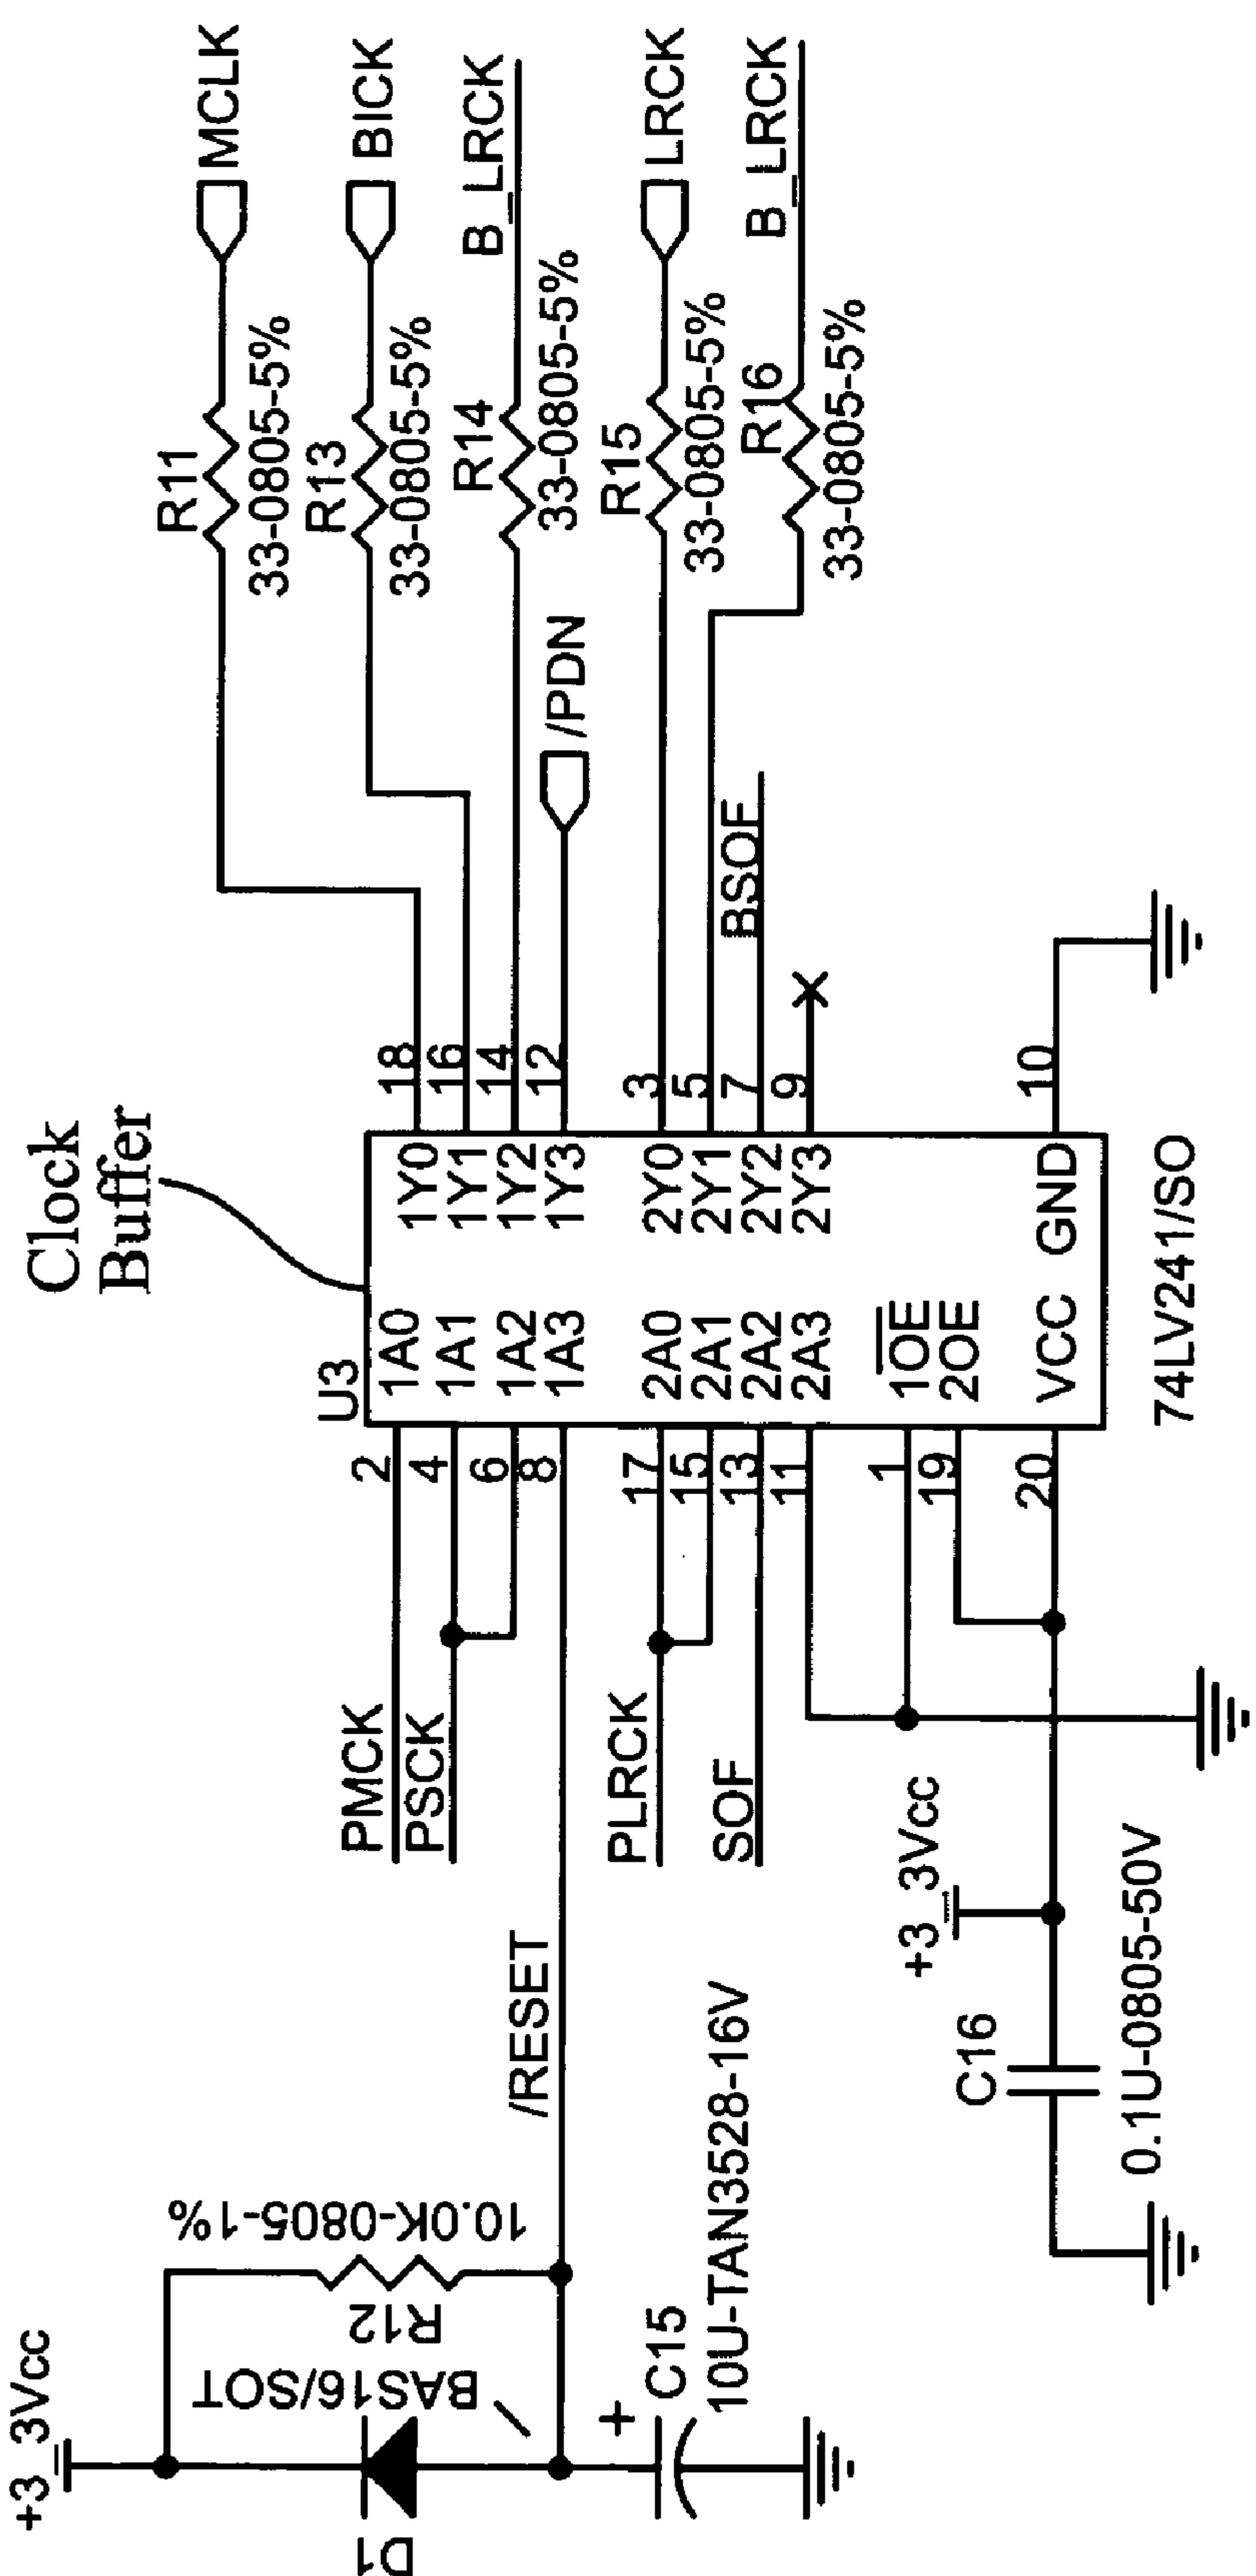 Clock
Buffer
+3_3Vcc
D1
BAS16/SOT
R12
10.0K-0805-1%
C15
10U-TAN3528-16V
/RESET
PMCK
PSCK
PLRCK
SOF
+3_3Vcc
C16
0.1U-0805-50V
U3
2
4
6
8
17
15
13
11
1
19
20
1A0
1A1
1A2
1A3
2A0
2A1
2A2
2A3
1OE
2OE
VCC
1Y0
1Y1
1Y2
1Y3
2Y0
2Y1
2Y2
2Y3
GND
74LV241/SO
18
16
14
12
3
5
7
9
10
R11
33-0805-5%
MCLK
R13
33-0805-5%
BICK
R14
33-0805-5%
B_LRCK
/PDN
R15
33-0805-5%
LRCK
R16
33-0805-5%
B_LRCK
BSOF